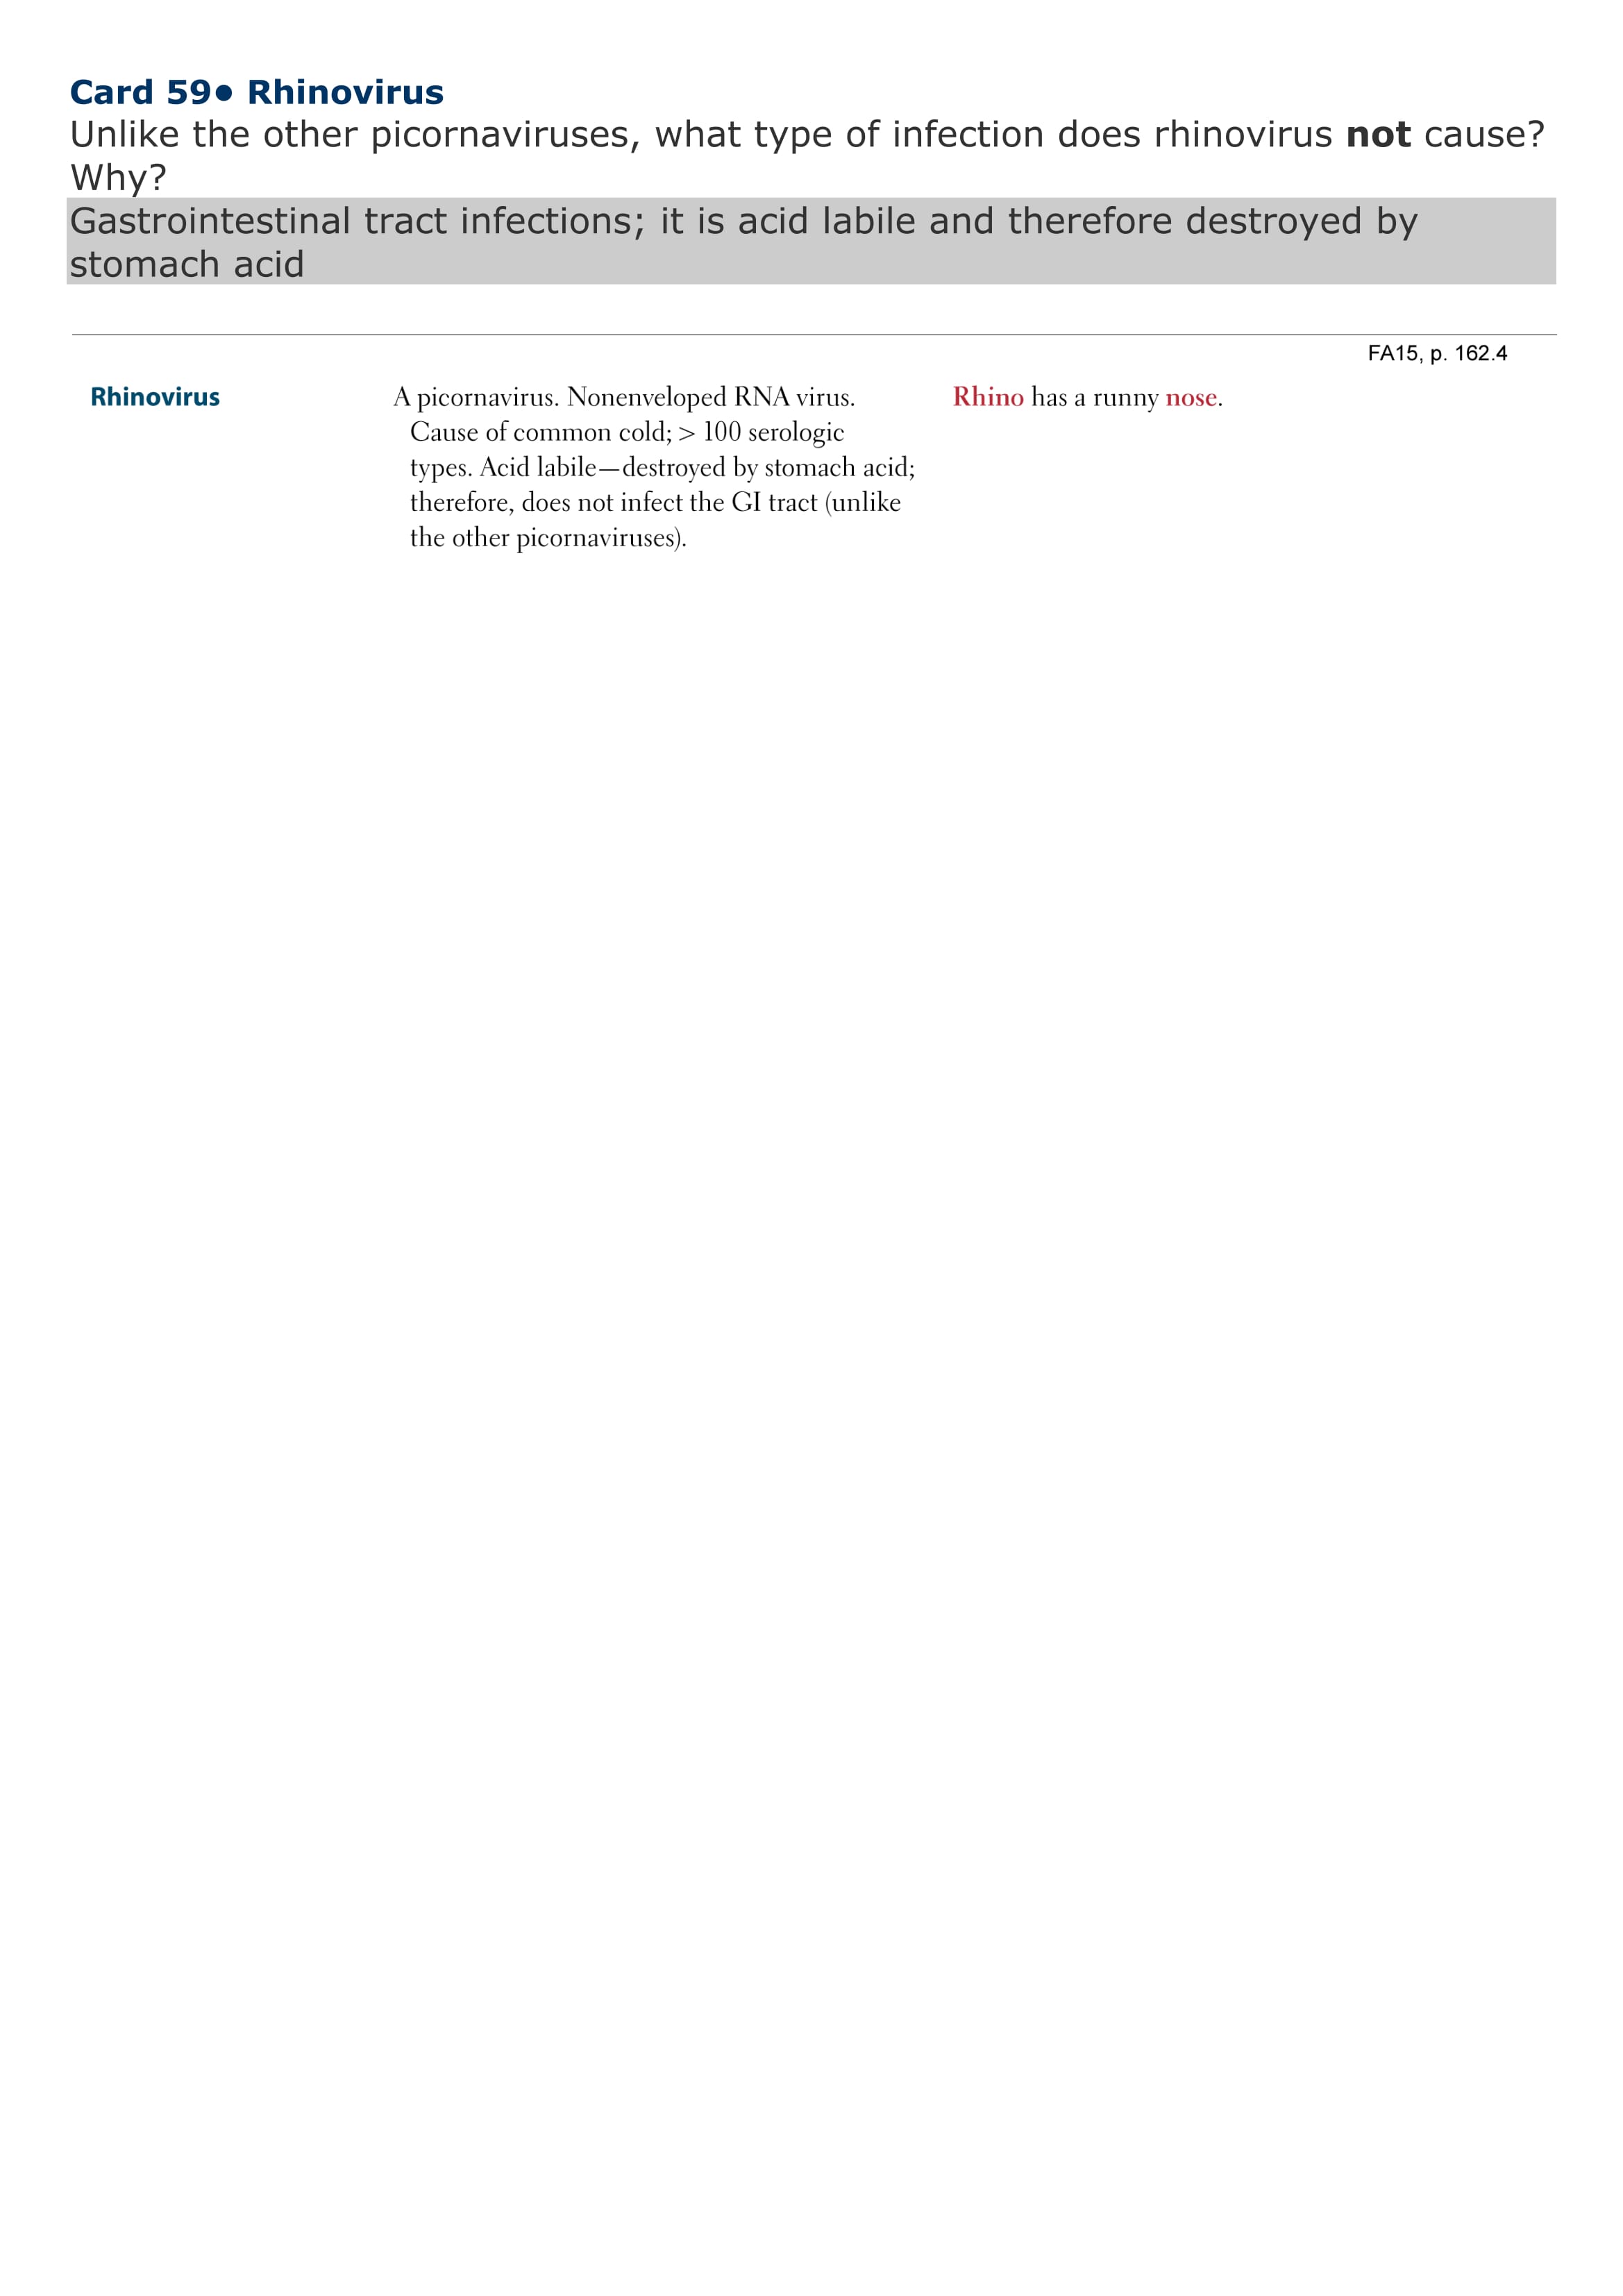 Card 59● Rhinovirus
Unlike the other picornaviruses, what type of infection does rhinovirus not cause?
Why?
Gastrointestinal tract infections; it is acid labile and therefore destroyed by
stomach acid
FA15, p. 162.4
Rhinovirus
A picornavirus. Nonenveloped RNA virus.
Cause of common cold; > 100 serologic
types. Acid labile—destroyed by stomach acid;
therefore, does not infect the GI tract (unlike
the other picornaviruses).
Rhino has a runny nose.